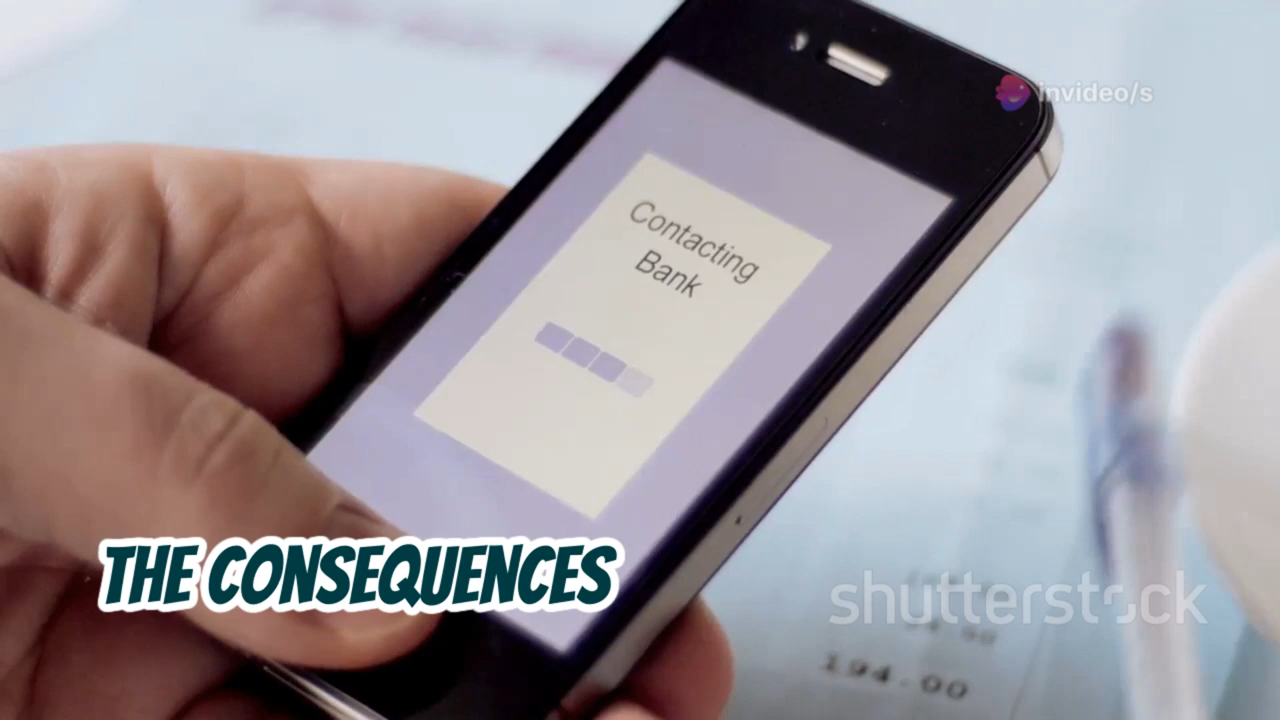 invideo/s
Contacting
Bank
THE CONSEQUENCES
shutterstock
194.00